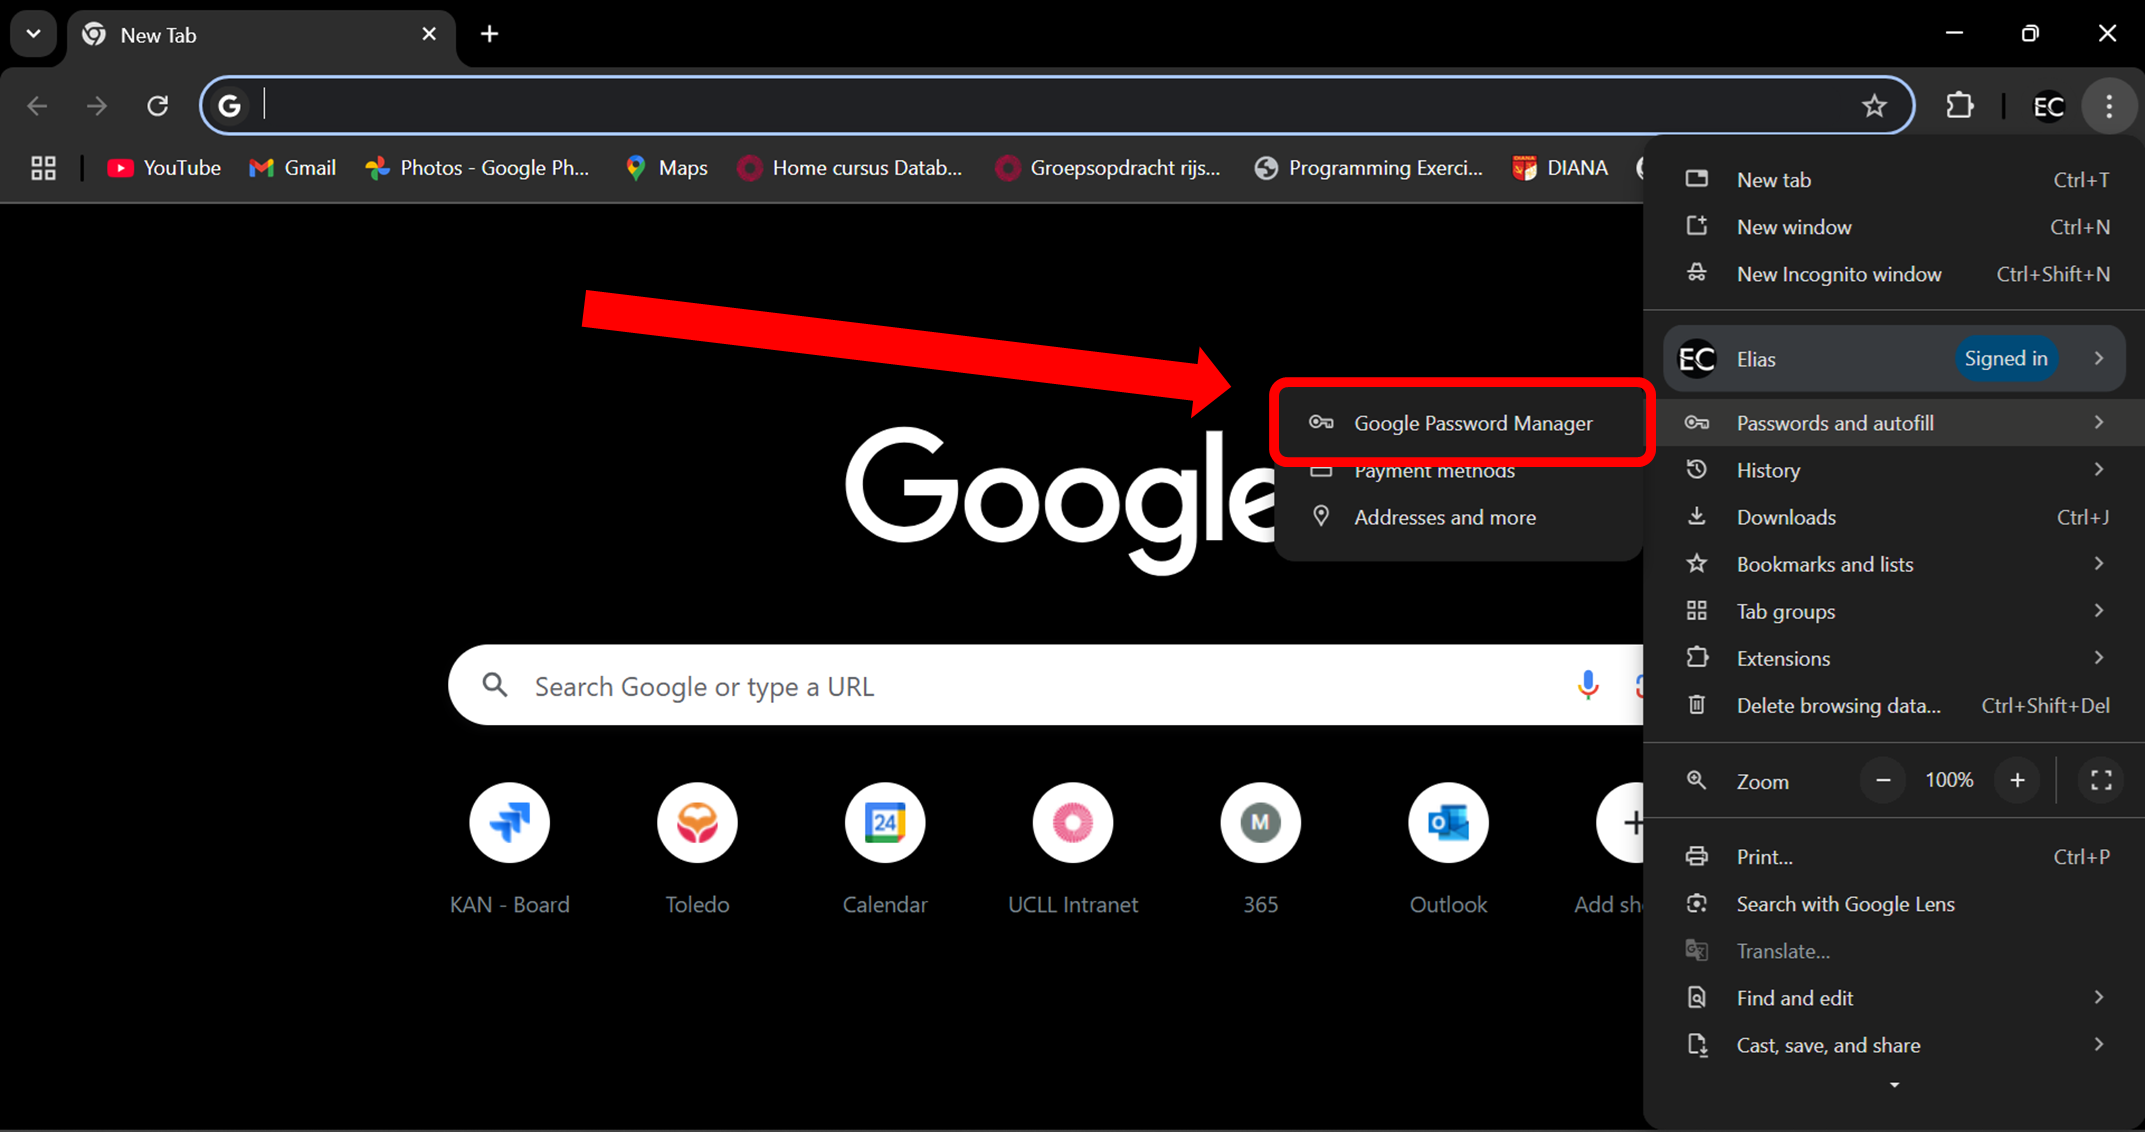 New Tab
G
EC
YouTube
Gmail
Photos - Google Ph...
Maps
Home cursus Datab...
Groepsopdracht rijs...
Programming Exerci...
DIANA
New tab Ctrl+T
New window Ctrl+N
New Incognito window Ctrl+Shift+N
EC Elias Signed in
Google Password Manager
Payment methods
Addresses and more
Passwords and autofill
History
Downloads Ctrl+J
Bookmarks and lists
Tab groups
Extensions
Delete browsing data... Ctrl+Shift+Del
Zoom − 100% +
Print... Ctrl+P
Search with Google Lens
Translate...
Find and edit
Cast, save, and share
Google
Search Google or type a URL
24
M
KAN - Board
Toledo
Calendar
UCLL Intranet
365
Outlook
Add sh